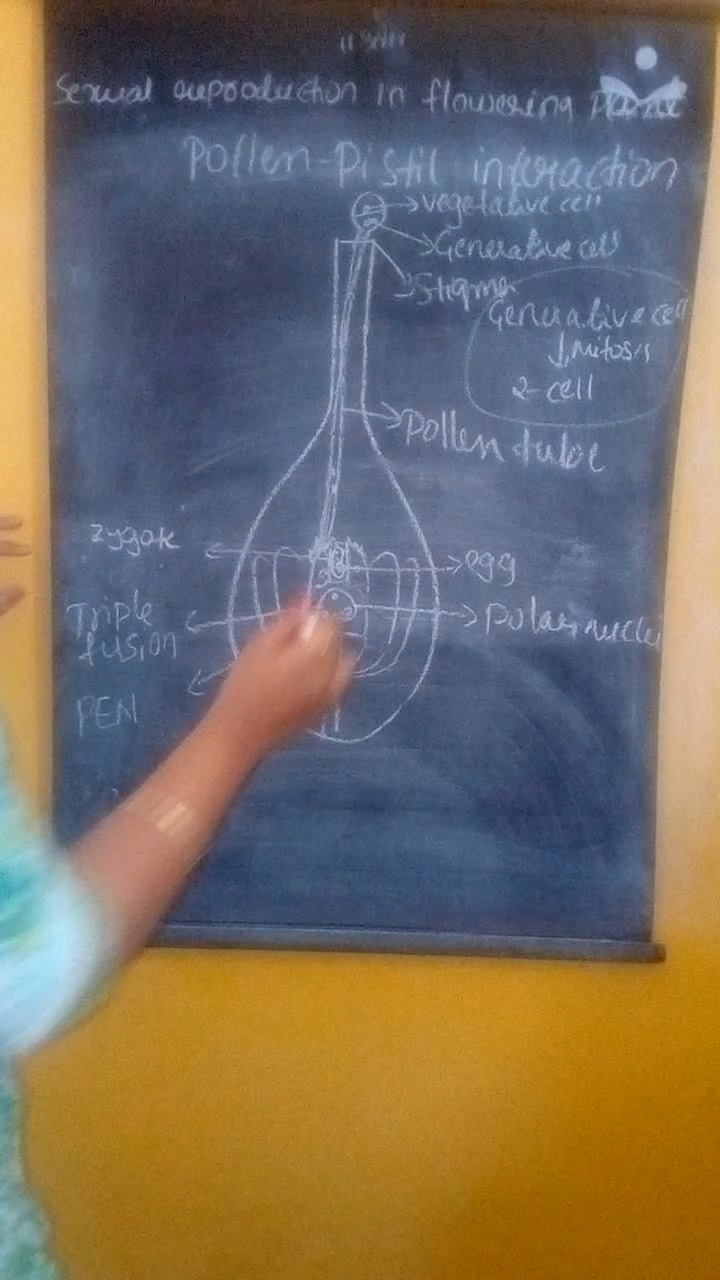 Sexual reproduction in flowering Plant
Pollen-Pistil interaction
vegetative cell
Generative cell
Stigma
Generative cell
↓ Mitosis
2-cell
Pollen tube
zygote
egg
Triple
fusion
polar nuclei
PEN